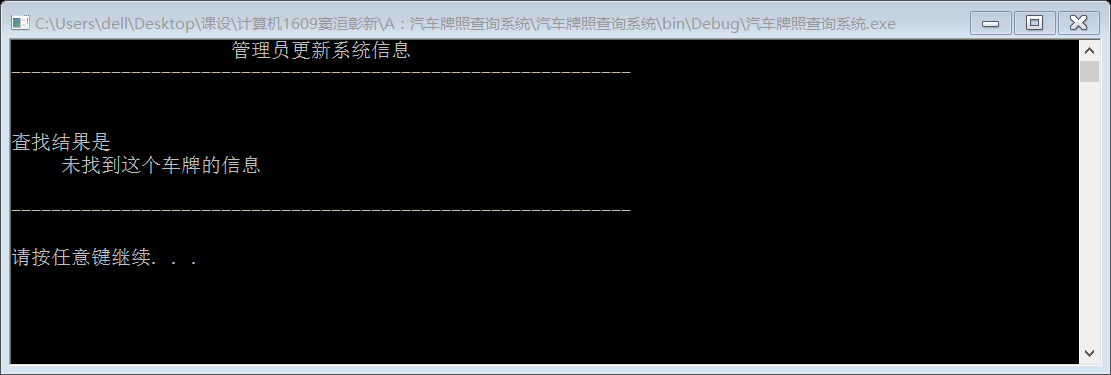 C:\Users\dell\Desktop\课设\计算机1609窦洹彰新\A：汽车牌照查询系统\汽车牌照查询系统\bin\Debug\汽车牌照查询系统.exe
管理员更新系统信息
--------------------------------------------------------------
查找结果是
未找到这个车牌的信息
--------------------------------------------------------------
请按任意键继续. . .